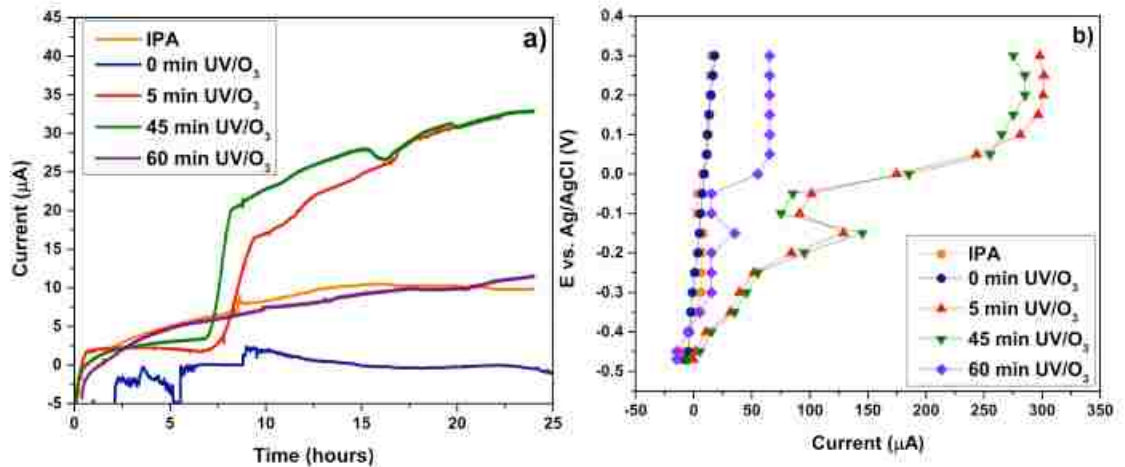 a)
IPA
0 min UV/O₃
5 min UV/O₃
45 min UV/O₃
60 min UV/O₃
Current (μA)
45
40
35
30
25
20
15
10
5
0
-5
0
5
10
15
20
25
Time (hours)
b)
E vs. Ag/AgCl (V)
0.3
0.2
0.1
0.0
-0.1
-0.2
-0.3
-0.4
-0.5
IPA
0 min UV/O₃
5 min UV/O₃
45 min UV/O₃
60 min UV/O₃
-50
0
50
100
150
200
250
300
350
Current (μA)